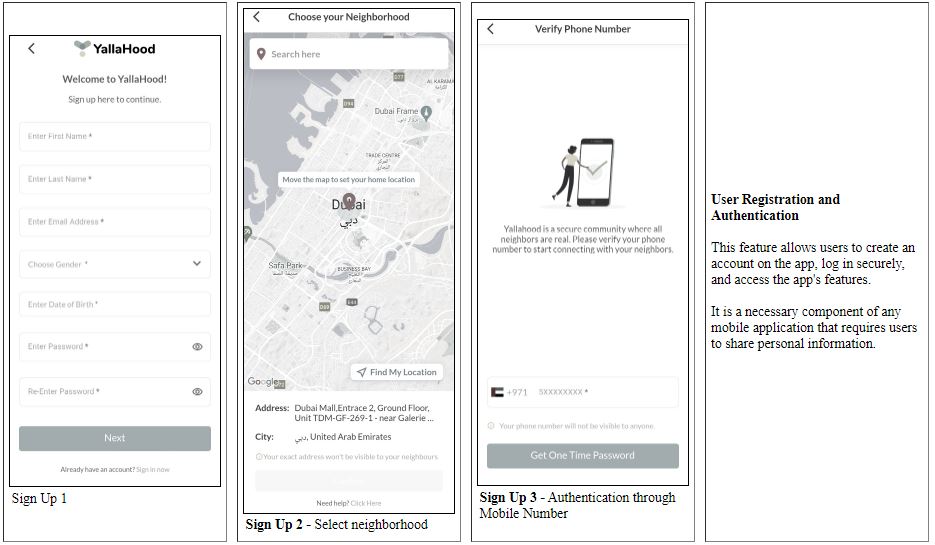 YallaHood
Welcome to YallaHood!
Sign up here to continue.
Enter First Name *
Enter Last Name *
Enter Email Address *
Choose Gender *
Enter Date of Birth *
Enter Password *
Re-Enter Password *
Next
Already have an account? Sign in now
Sign Up 1
Choose your Neighborhood
Search here
D77
AL KARAMA
D94
Dubai Frame
TRADE CENTRE
Move the map to set your home location
Dubai
دبي
Safa Park
BUSINESS BAY
D69
E44
Google
Find My Location
Address: Dubai Mall,Entrance 2, Ground Floor,
Unit TDM-GF-269-1 - near Galerie ...
City: دبي, United Arab Emirates
Your exact address won't be visible to your neighbours.
Need help? Click Here
Sign Up 2 - Select neighborhood
Verify Phone Number
Yallahood is a secure community where all
neighbors are real. Please verify your phone
number to start connecting with your neighbors.
+971 5XXXXXXXX *
Your phone number will not be visible to anyone.
Get One Time Password
Sign Up 3 - Authentication through
Mobile Number
User Registration and
Authentication
This feature allows users to create an
account on the app, log in securely,
and access the app's features.
It is a necessary component of any
mobile application that requires users
to share personal information.